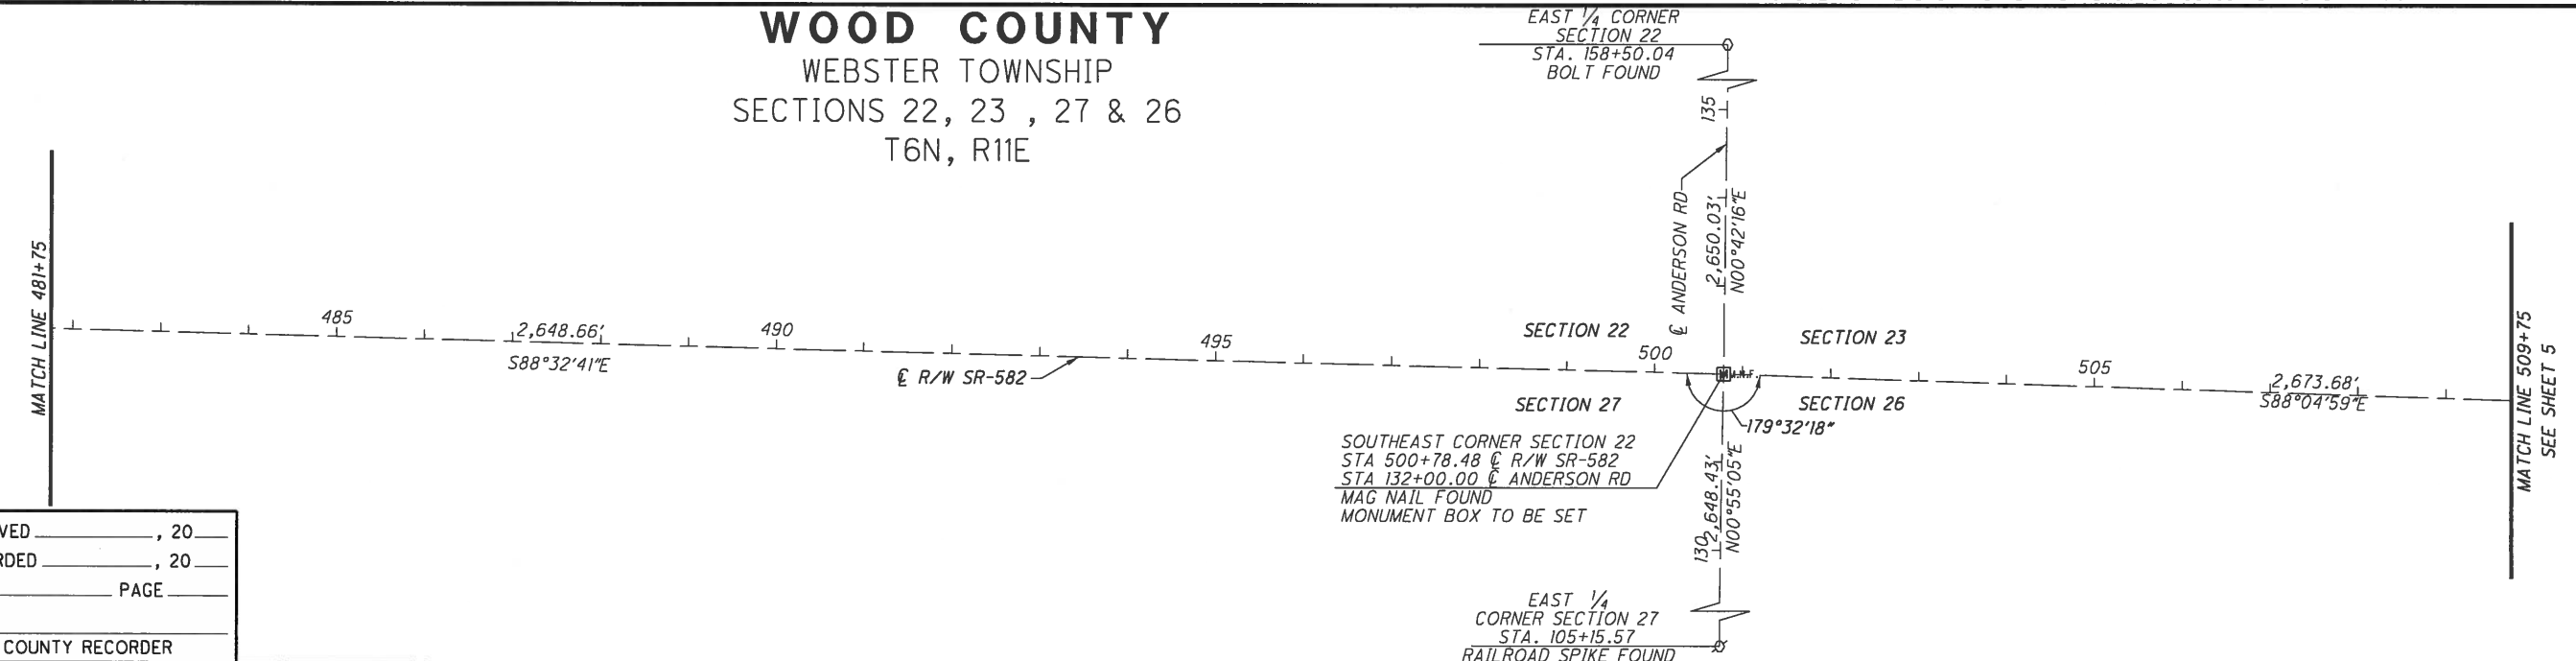 WOOD COUNTY
WEBSTER TOWNSHIP
SECTIONS 22, 23 , 27 & 26
T6N, R11E
EAST 1/4 CORNER
SECTION 22
STA. 158+50.04
BOLT FOUND
135
℄ ANDERSON RD
2,650.03'
N00°42'16"E
MATCH LINE 481+75
485
2,648.66'
S88°32'41"E
490
℄ R/W SR-582
495
SECTION 22
500
SECTION 23
505
2,673.68'
S88°04'59"E
MATCH LINE 509+75
SEE SHEET 5
SECTION 27
SECTION 26
179°32'18"
SOUTHEAST CORNER SECTION 22
STA 500+78.48 ℄ R/W SR-582
STA 132+00.00 ℄ ANDERSON RD
MAG NAIL FOUND
MONUMENT BOX TO BE SET
2,648.43'
N00°55'05"E
130
EAST 1/4
CORNER SECTION 27
STA. 105+15.57
RAILROAD SPIKE FOUND
VED , 20
RDED , 20
PAGE
COUNTY RECORDER